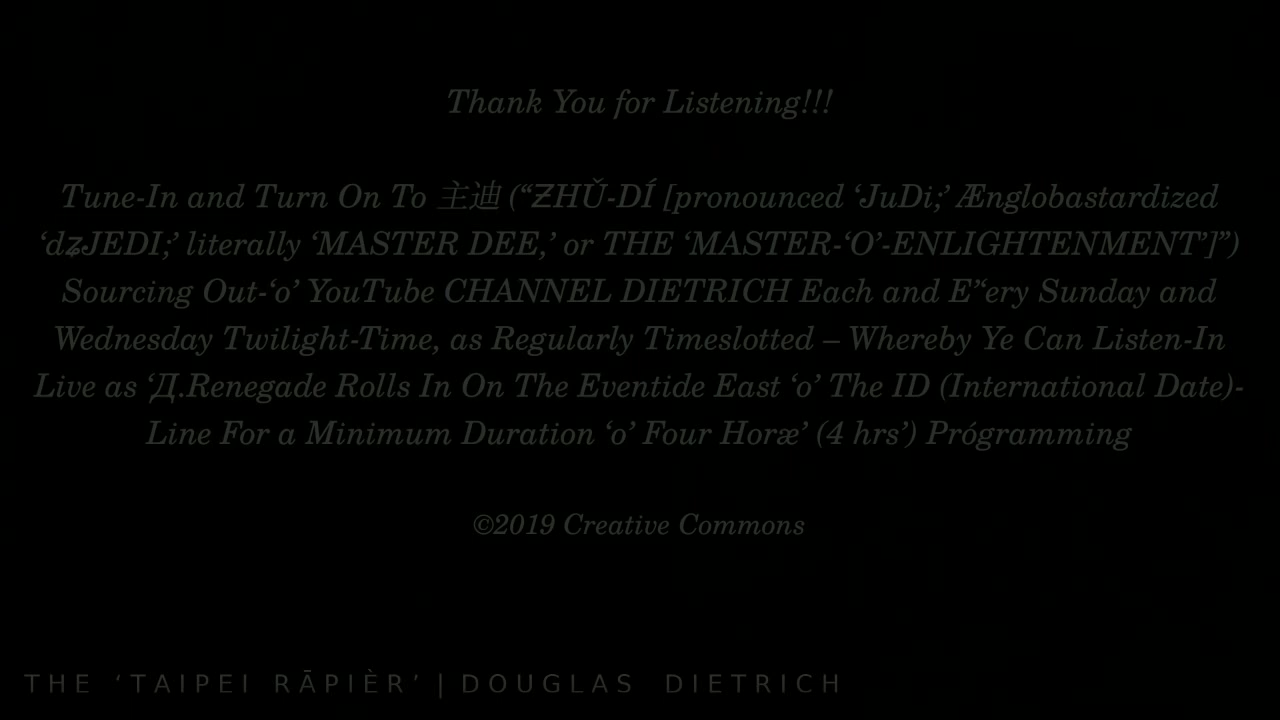 Thank You for Listening!!!
Tune-In and Turn On To 主迪 (“ƵHǓ-DÍ [pronounced ‘JuDi;’ Ænglobastardized
‘dʑJEDI;’ literally ‘MASTER DEE,’ or THE ‘MASTER-‘O’-ENLIGHTENMENT’]”)
Sourcing Out-‘o’ YouTube CHANNEL DIETRICH Each and E”ery Sunday and
Wednesday Twilight-Time, as Regularly Timeslotted – Whereby Ye Can Listen-In
Live as ‘Д.Renegade Rolls In On The Eventide East ‘o’ The ID (International Date)-
Line For a Minimum Duration ‘o’ Four Horæ’ (4 hrs’) Prógramming
©2019 Creative Commons
THE ‘TAIPEI RĀPIÈR’ | DOUGLAS DIETRICH